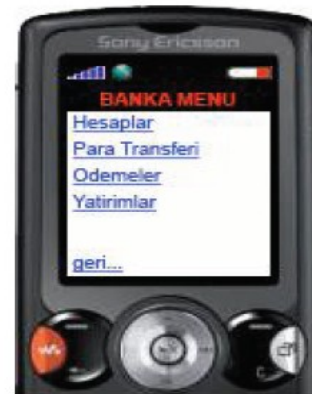 Sony Ericsson
BANKA MENU
Hesaplar
Para Transferi
Odemeler
Yatirimlar
geri...